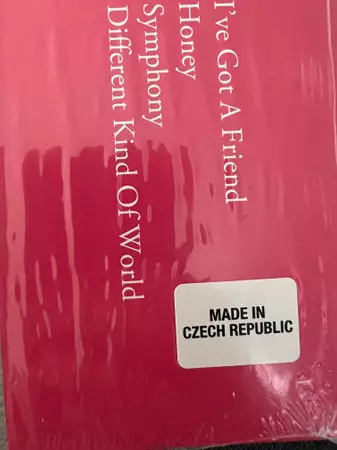 I've Got A Friend
Honey
Symphony
Different Kind Of World
MADE IN
CZECH REPUBLIC